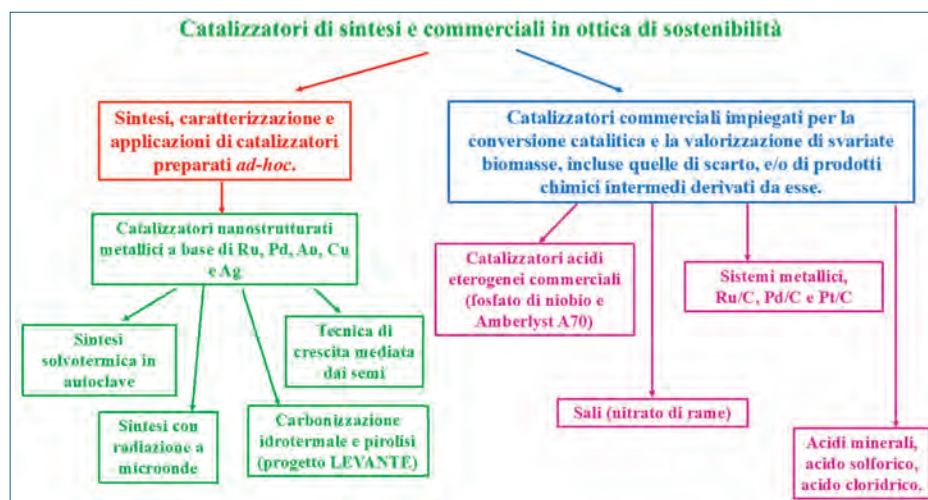 Catalizzatori di sintesi e commerciali in ottica di sostenibilità
Sintesi, caratterizzazione e
applicazioni di catalizzatori
preparati ad-hoc.
Catalizzatori commerciali impiegati per la
conversione catalitica e la valorizzazione di svariate
biomasse, incluse quelle di scarto, e/o di prodotti
chimici intermedi derivati da esse.
Catalizzatori nanostrutturati
metallici a base di Ru, Pd, Au, Cu
e Ag
Catalizzatori acidi
eterogenei commerciali
(fosfato di niobio e
Amberlyst A70)
Sistemi metallici,
Ru/C, Pd/C e Pt/C
Sintesi
solvotermica in
autoclave
Tecnica di
crescita mediata
dai semi
Sintesi con
radiazione a
microonde
Carbonizzazione
idrotermale e pirolisi
(progetto LEVANTE)
Sali (nitrato di rame)
Acidi minerali,
acido solforico,
acido cloridrico,